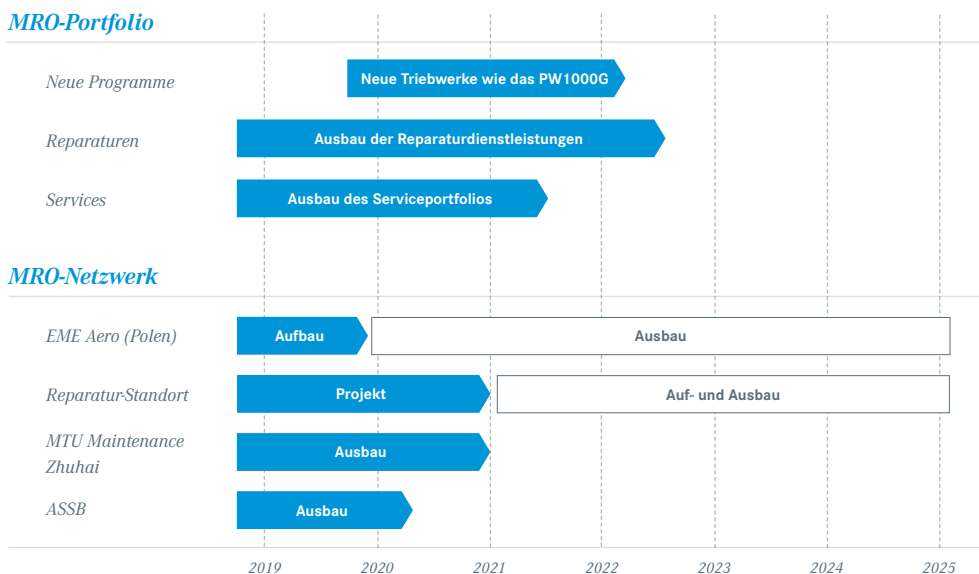 MRO-Portfolio
Neue Programme
Neue Triebwerke wie das PW1000G
Reparaturen
Ausbau der Reparaturdienstleistungen
Services
Ausbau des Serviceportfolios
MRO-Netzwerk
EME Aero (Polen)
Aufbau
Ausbau
Reparatur-Standort
Projekt
Auf- und Ausbau
MTU Maintenance
Zhuhai
Ausbau
ASSB
Ausbau
2019 2020 2021 2022 2023 2024 2025